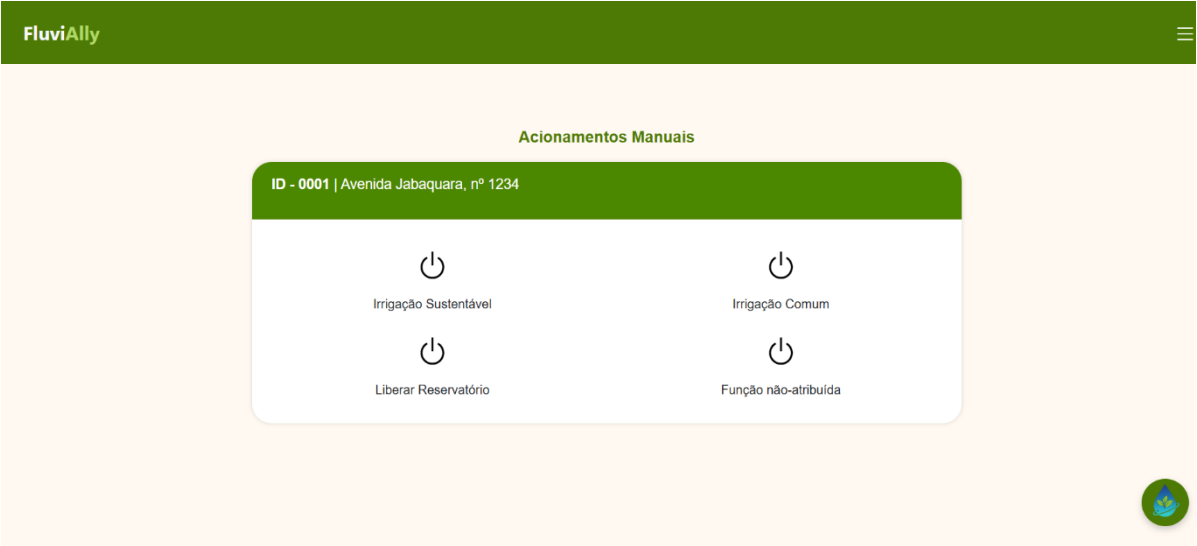 FluviAlly
Acionamentos Manuais
ID - 0001 | Avenida Jabaquara, nº 1234
Irrigação Sustentável
Irrigação Comum
Liberar Reservatório
Função não-atribuída